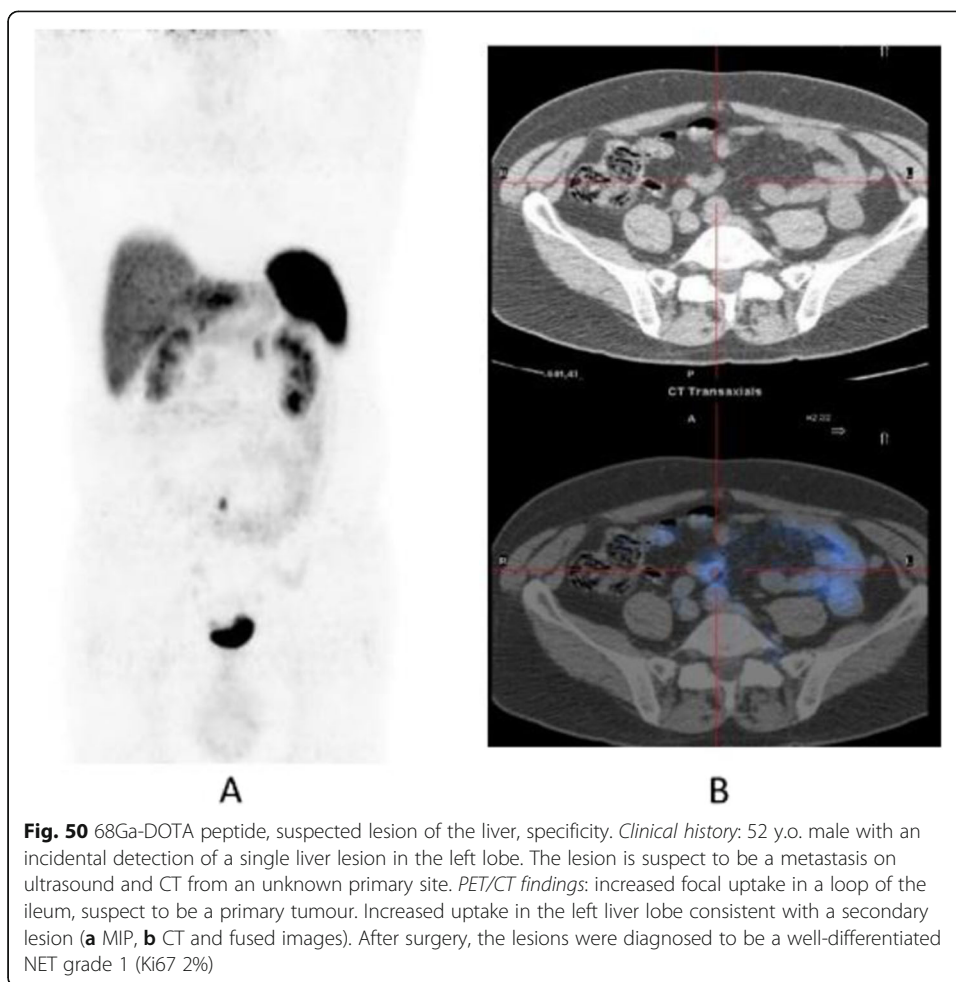 P
CT Transaxials
A
A
B
Fig. 50 68Ga-DOTA peptide, suspected lesion of the liver, specificity. Clinical history: 52 y.o. male with an
incidental detection of a single liver lesion in the left lobe. The lesion is suspect to be a metastasis on
ultrasound and CT from an unknown primary site. PET/CT findings: increased focal uptake in a loop of the
ileum, suspect to be a primary tumour. Increased uptake in the left liver lobe consistent with a secondary
lesion (a MIP, b CT and fused images). After surgery, the lesions were diagnosed to be a well-differentiated
NET grade 1 (Ki67 2%)